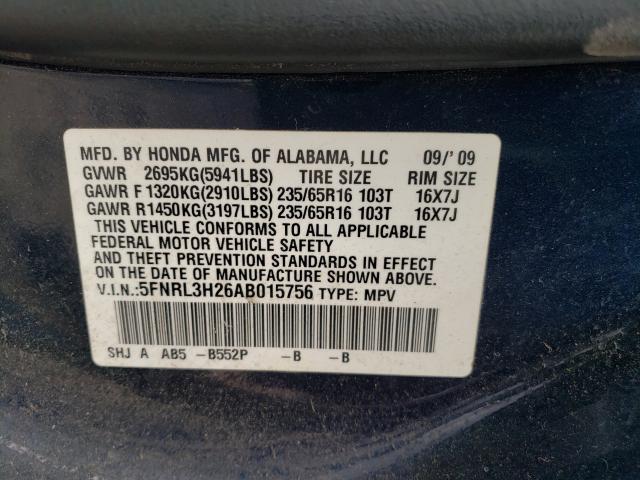 MFD. BY HONDA MFG. OF ALABAMA, LLC 09/'09
GVWR 2695KG(5941LBS) TIRE SIZE RIM SIZE
GAWR F 1320KG(2910LBS) 235/65R16 103T 16X7J
GAWR R1450KG(3197LBS) 235/65R16 103T 16X7J
THIS VEHICLE CONFORMS TO ALL APPLICABLE
FEDERAL MOTOR VEHICLE SAFETY
AND THEFT PREVENTION STANDARDS IN EFFECT
ON THE DATE OF MANUFACTURE SHOWN ABOVE.
V.I.N.:5FNRL3H26AB015756 TYPE: MPV
SHJ A AB5 -B552P -B -B